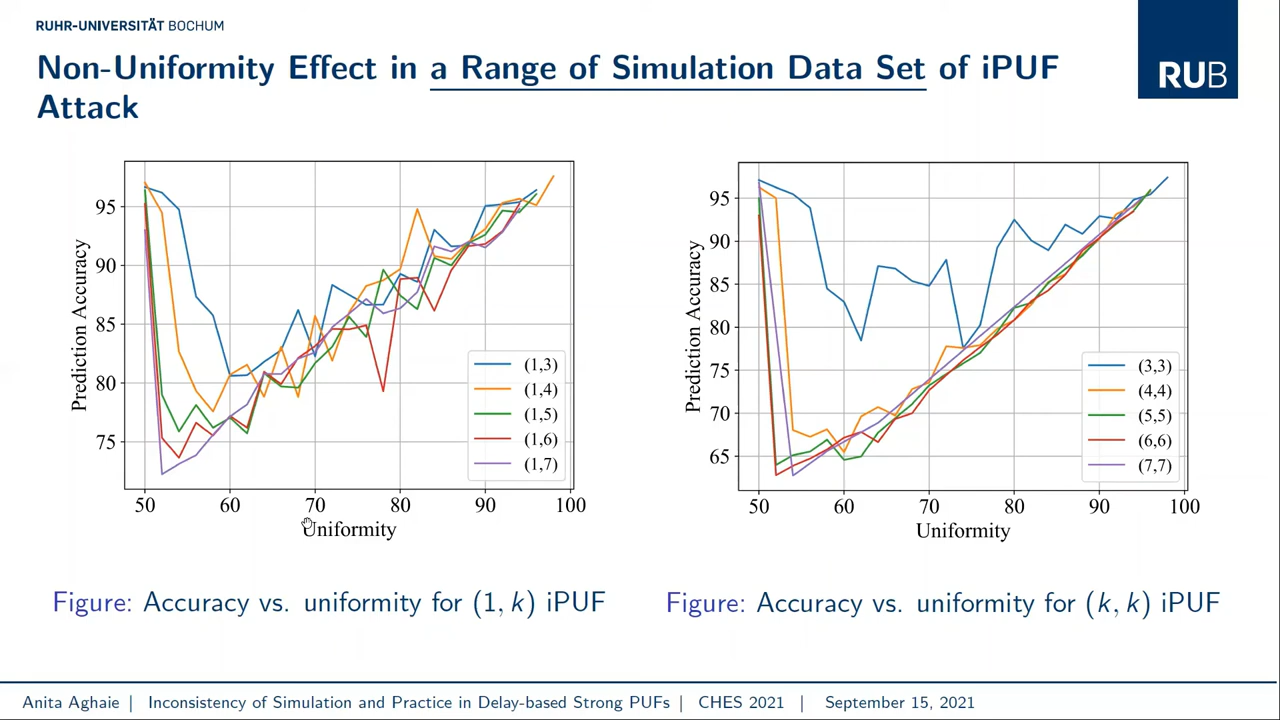 RUHR-UNIVERSITÄT BOCHUM
RUB
Non-Uniformity Effect in a Range of Simulation Data Set of iPUF
Attack
Prediction Accuracy
95
90
85
80
75
50 60 70 80 90 100
Uniformity
(1,3)
(1,4)
(1,5)
(1,6)
(1,7)
Figure: Accuracy vs. uniformity for (1, k) iPUF
Prediction Accuracy
95
90
85
80
75
70
65
50 60 70 80 90 100
Uniformity
(3,3)
(4,4)
(5,5)
(6,6)
(7,7)
Figure: Accuracy vs. uniformity for (k, k) iPUF
Anita Aghaie | Inconsistency of Simulation and Practice in Delay-based Strong PUFs | CHES 2021 | September 15, 2021